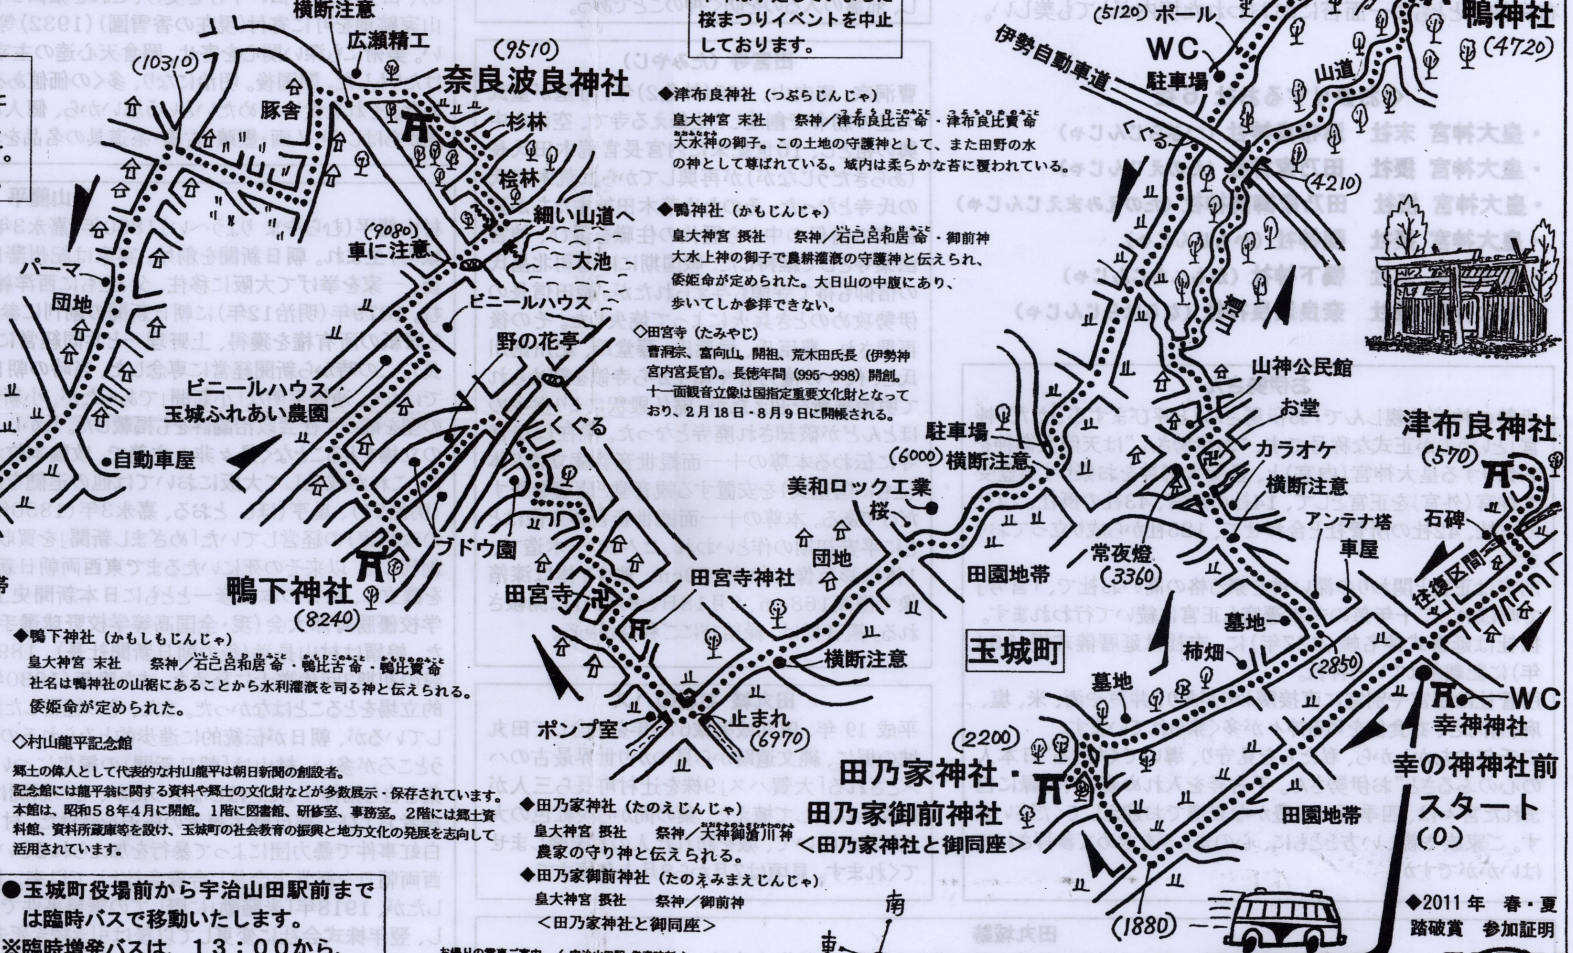 横断注意
広瀬精工
(9510)
奈良波良神社
(10310)
豚舎
杉林
桧林
細い山道へ
(9080)
車に注意
大池
パーマ
団地
ビニールハウス
野の花亭
ビニールハウス
玉城ふれあい農園
自動車屋
くぐる
ブドウ園
鴨下神社
(8240)
◆鴨下神社(かもしもじんじゃ)
皇大神宮 末社 祭神/石己呂和居命・鴨比古命・鴨比賣命
社名は鴨神社の山裾にあることから水利灌漑を司る神と伝えられる。
倭姫命が定められた。
◇村山龍平記念館
郷土の偉人として代表的な村山龍平は朝日新聞の創設者。
記念館には龍平翁に関する資料や郷土の文化財などが多数展示・保存されています。
本館は、昭和58年4月に開館。1階に図書館、研修室、事務室。2階には郷土資
料館、資料所蔵庫等を設け、玉城町の社会教育の振興と地方文化の発展を志向して
活用されています。
●玉城町役場前から宇治山田駅前まで
は臨時バスで移動いたします。
※臨時増発バスは、13:00から、
桜まつりイベントを中止
しております。
◆津布良神社(つぶらじんじゃ)
皇大神宮 末社 祭神/津布良比古命・津布良比賣命
大水神の御子。この土地の守護神として、また田野の水
の神として尊ばれている。域内は柔らかな苔に覆われている。
◆鴨神社(かもじんじゃ)
皇大神宮 摂社 祭神/石己呂和居命・御前神
大水上神の御子で農耕灌漑の守護神と伝えられ、
倭姫命が定められた。大日山の中腹にあり、
歩いてしか参拝できない。
◇田宮寺(たみやじ)
曹洞宗、富向山。開祖、荒木田氏長(伊勢神
宮内宮長官)。長徳年間(995~998)開創。
十一面観音立像は国指定重要文化財となって
おり、2月18日・8月9日に開帳される。
(5120)ポール
WC
駐車場
鴨神社
(4720)
伊勢自動車道
山道
くぐる
(4210)
山道
山神公民館
お堂
カラオケ
横断注意
アンテナ塔
車屋
津布良神社
(570)
石碑
往復区間
駐車場
(6000)横断注意
美和ロック工業
桜
団地
田園地帯
常夜燈
(3360)
田宮寺神社
田宮寺
横断注意
止まれ
(6970)
ポンプ室
玉城町
墓地
柿畑
(2850)
墓地
(2200)
WC
幸神神社
幸の神神社前
スタート
(0)
田園地帯
田乃家神社・
田乃家御前神社
<田乃家神社と御同座>
(1880)
◆田乃家神社(たのえじんじゃ)
皇大神宮 摂社 祭神/大神御滄川神
農家の守り神と伝えられる。
◆田乃家御前神社(たのえみまえじんじゃ)
皇大神宮 摂社 祭神/御前神
<田乃家神社と御同座>
南
東
◆2011年 春・夏
踏破賞 参加証明